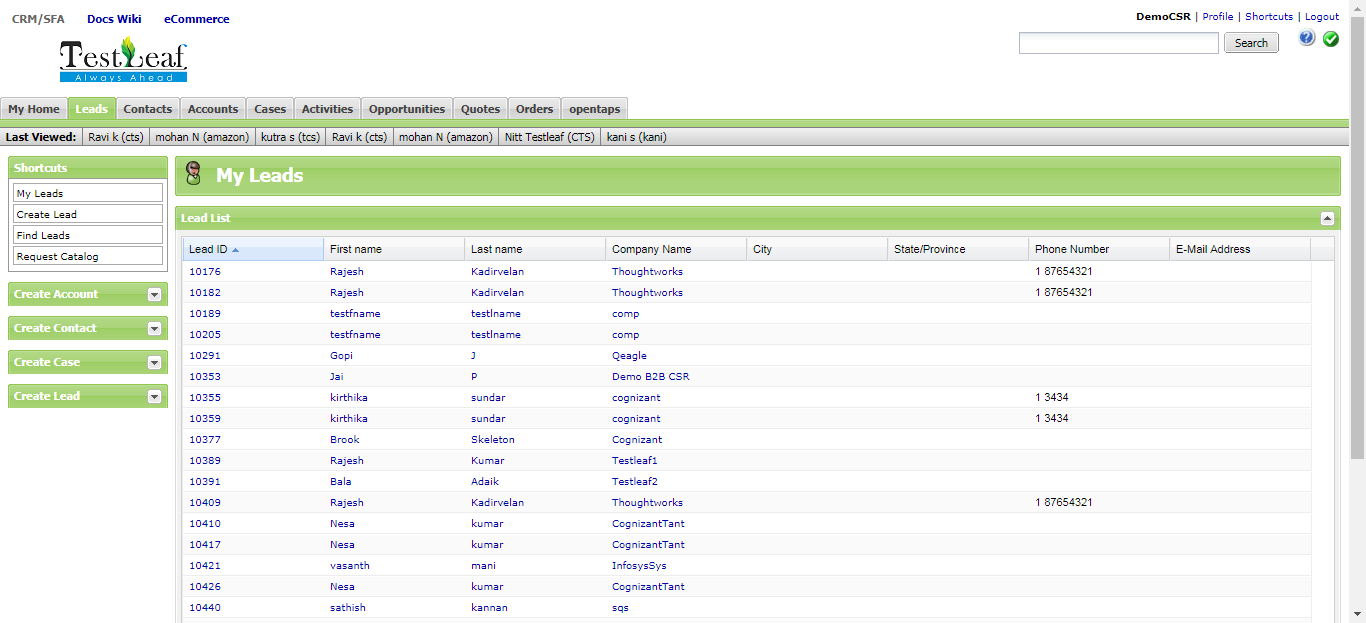 CRM/SFA Docs Wiki eCommerce
DemoCSR | Profile | Shortcuts | Logout
Search
TestLeaf
Always Ahead
My Home Leads Contacts Accounts Cases Activities Opportunities Quotes Orders opentaps
Last Viewed: Ravi k (cts) mohan N (amazon) kutra s (tcs) Ravi k (cts) mohan N (amazon) Nitt Testleaf (CTS) kani s (kani)
Shortcuts
My Leads
Create Lead
Find Leads
Request Catalog
Create Account
Create Contact
Create Case
Create Lead
My Leads
Lead List
Lead ID First name Last name Company Name City State/Province Phone Number E-Mail Address
10176 Rajesh Kadirvelan Thoughtworks 1 87654321
10182 Rajesh Kadirvelan Thoughtworks 1 87654321
10189 testfname testlname comp
10205 testfname testlname comp
10291 Gopi J Qeagle
10353 Jai P Demo B2B CSR
10355 kirthika sundar cognizant 1 3434
10359 kirthika sundar cognizant 1 3434
10377 Brook Skeleton Cognizant
10389 Rajesh Kumar Testleaf1
10391 Bala Adaik Testleaf2
10409 Rajesh Kadirvelan Thoughtworks 1 87654321
10410 Nesa kumar CognizantTant
10417 Nesa kumar CognizantTant
10421 vasanth mani InfosysSys
10426 Nesa kumar CognizantTant
10440 sathish kannan sqs